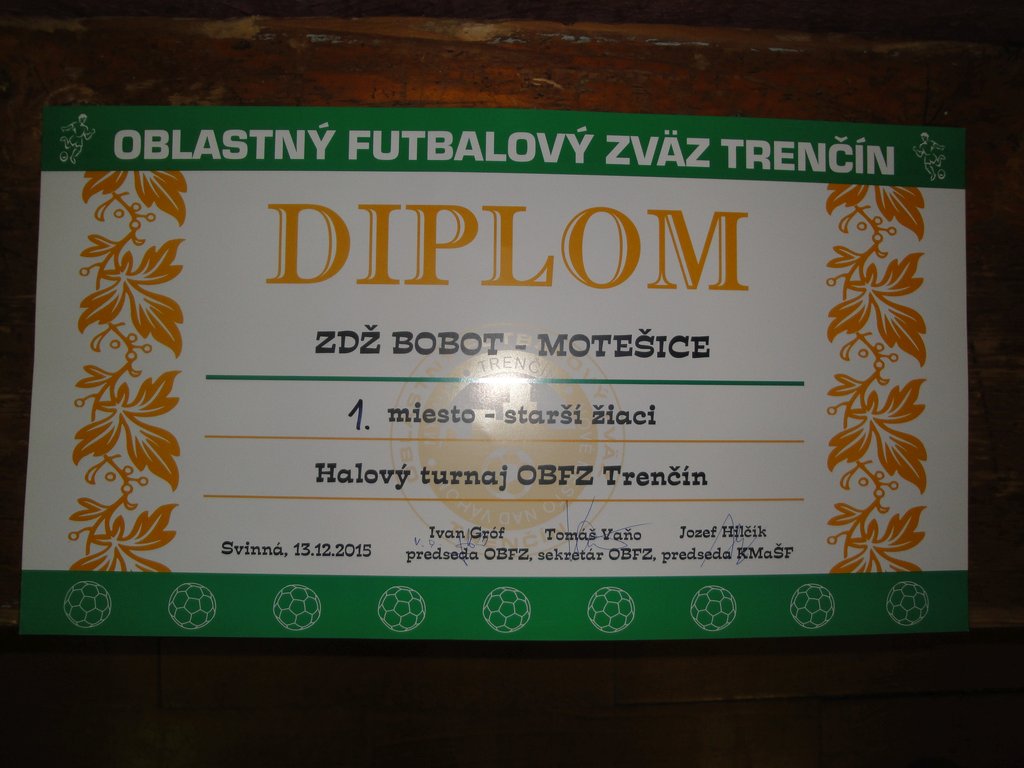 OBLASTNÝ FUTBALOVÝ ZVÄZ TRENČÍN
DIPLOM
ZDŽ BOBOT - MOTEŠICE
1. miesto - starší žiaci
Halový turnaj OBFZ Trenčín
Ivan Gróf Tomáš Vaňo Jozef Hilčík
Svinná, 13.12.2015 predseda OBFZ, sekretár OBFZ, predseda KMaŠF